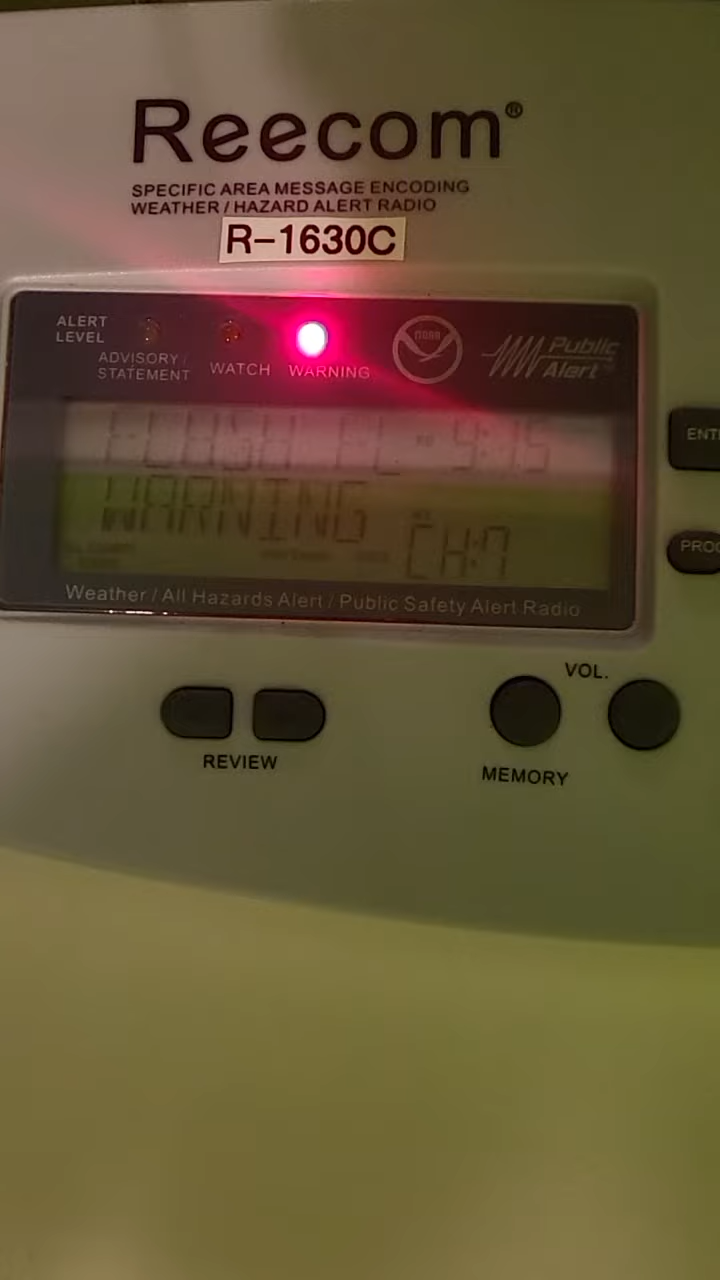 Reecom®
SPECIFIC AREA MESSAGE ENCODING
WEATHER / HAZARD ALERT RADIO
R-1630C
ALERT LEVEL
ADVISORY / STATEMENT
WATCH
WARNING
Public Alert
WARNING
CH:7
Weather / All Hazards Alert / Public Safety Alert Radio
VOL.
REVIEW
MEMORY